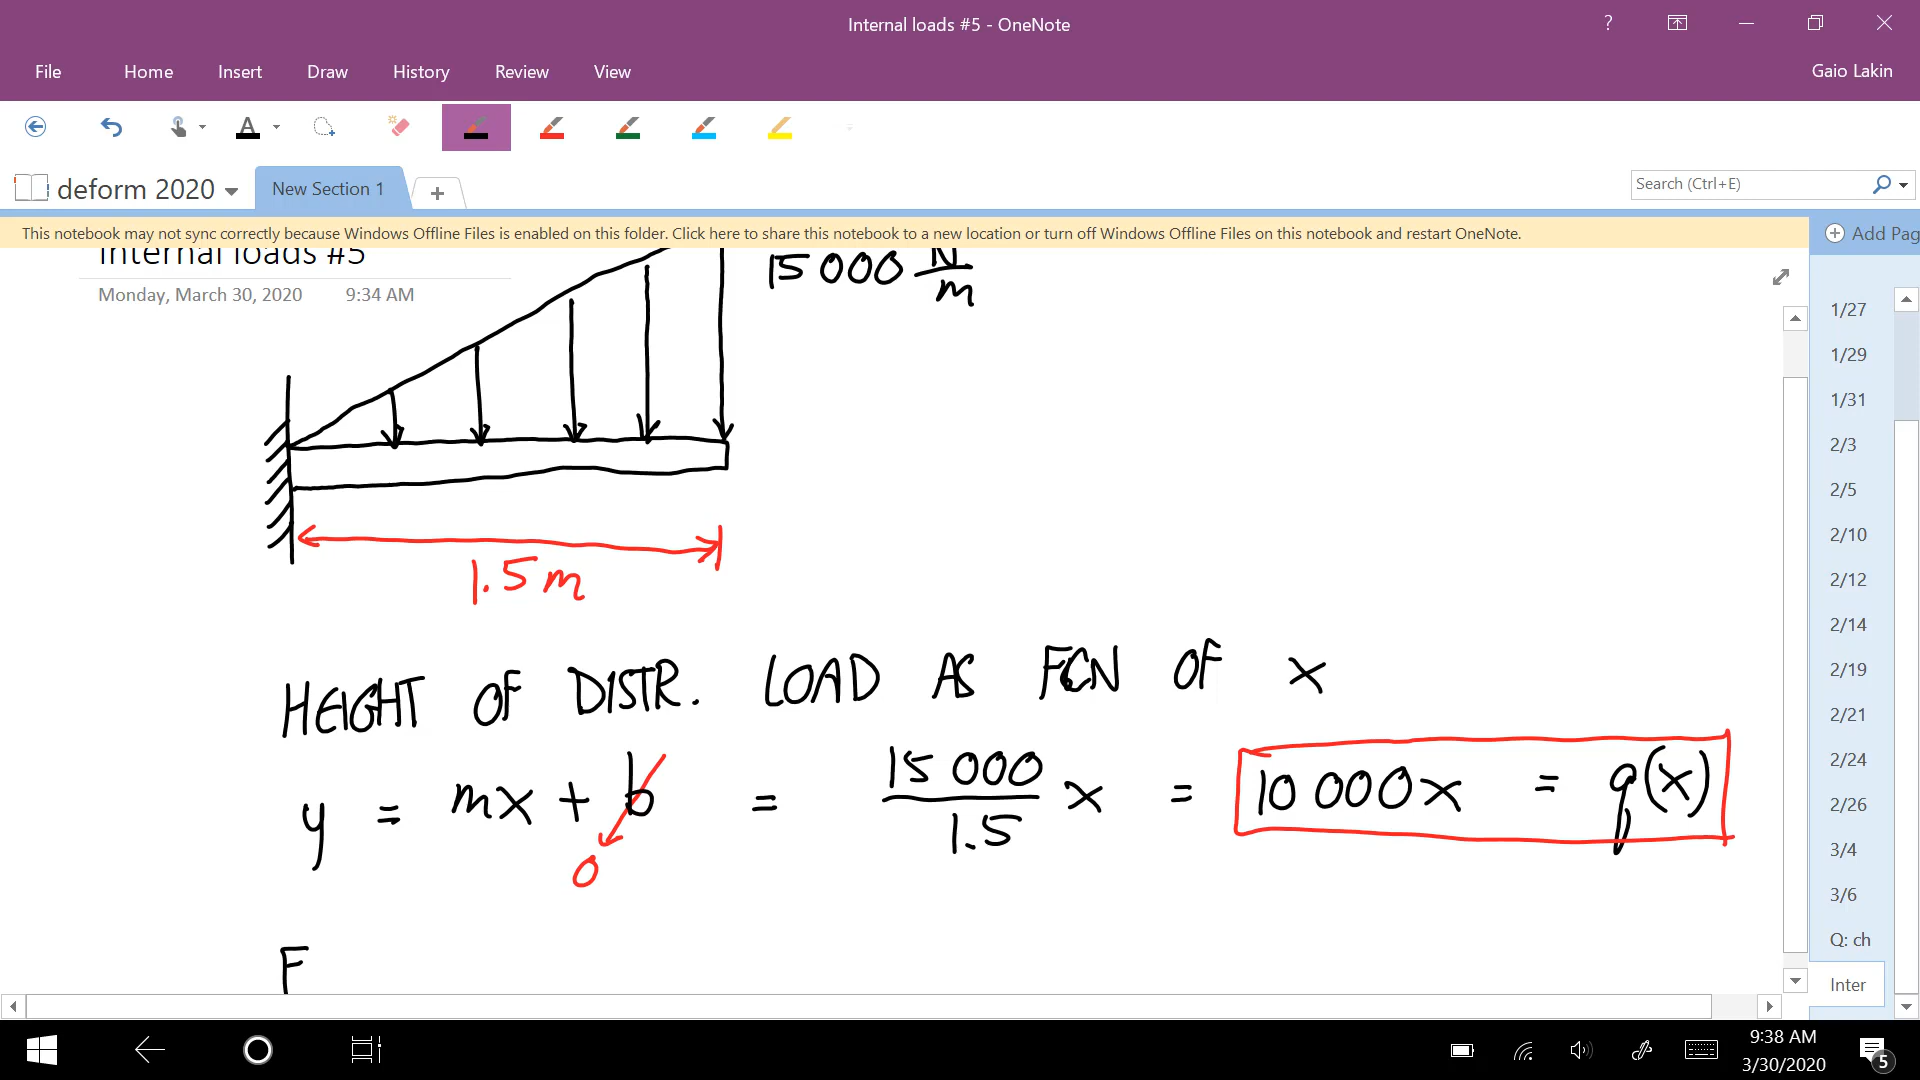 Internal loads #5 - OneNote
?
File Home Insert Draw History Review View
Gaio Lakin
A
deform 2020
New Section 1
+
Search (Ctrl+E)
This notebook may not sync correctly because Windows Offline Files is enabled on this folder. Click here to share this notebook to a new location or turn off Windows Offline Files on this notebook and restart OneNote.
Add Pag
Internal loads #5
Monday, March 30, 2020 9:34 AM
15 000 N/m
1.5 m
HEIGHT OF DISTR. LOAD AS FCN OF x
y = mx + b = 15 000/1.5 x = 10 000x = q(x)
0
F
1/27
1/29
1/31
2/3
2/5
2/10
2/12
2/14
2/19
2/21
2/24
2/26
3/4
3/6
Q: ch
Inter
9:38 AM
3/30/2020
5